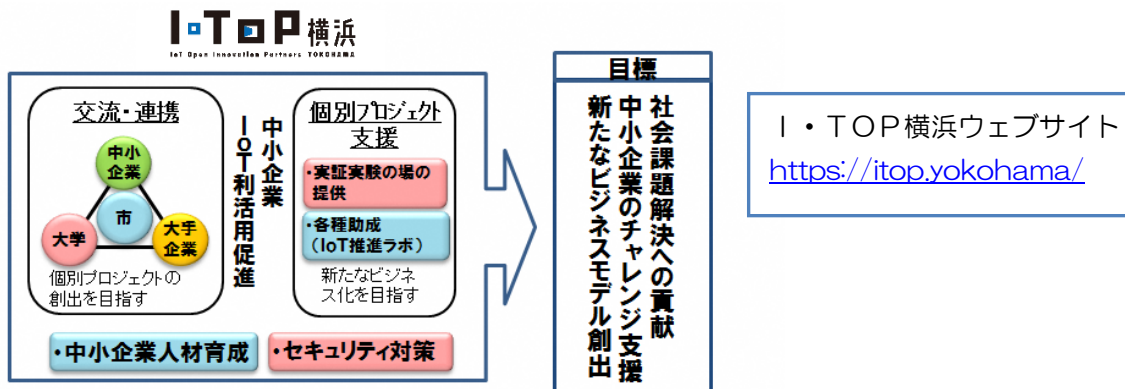 I・TOP横浜
IoT Open Innovation Partners YOKOHAMA
交流・連携
中小
企業
市
大学
大手
企業
個別プロジェクトの
創出を目指す
中小企業
IoT利活用促進
個別プロジェクト
支援
・実証実験の場の
提供
・各種助成
(IoT推進ラボ)
新たなビジネ
ス化を目指す
・中小企業人材育成
・セキュリティ対策
目標
社会課題解決への貢献
中小企業のチャレンジ支援
新たなビジネスモデル創出
I・TOP横浜ウェブサイト
https://itop.yokohama/